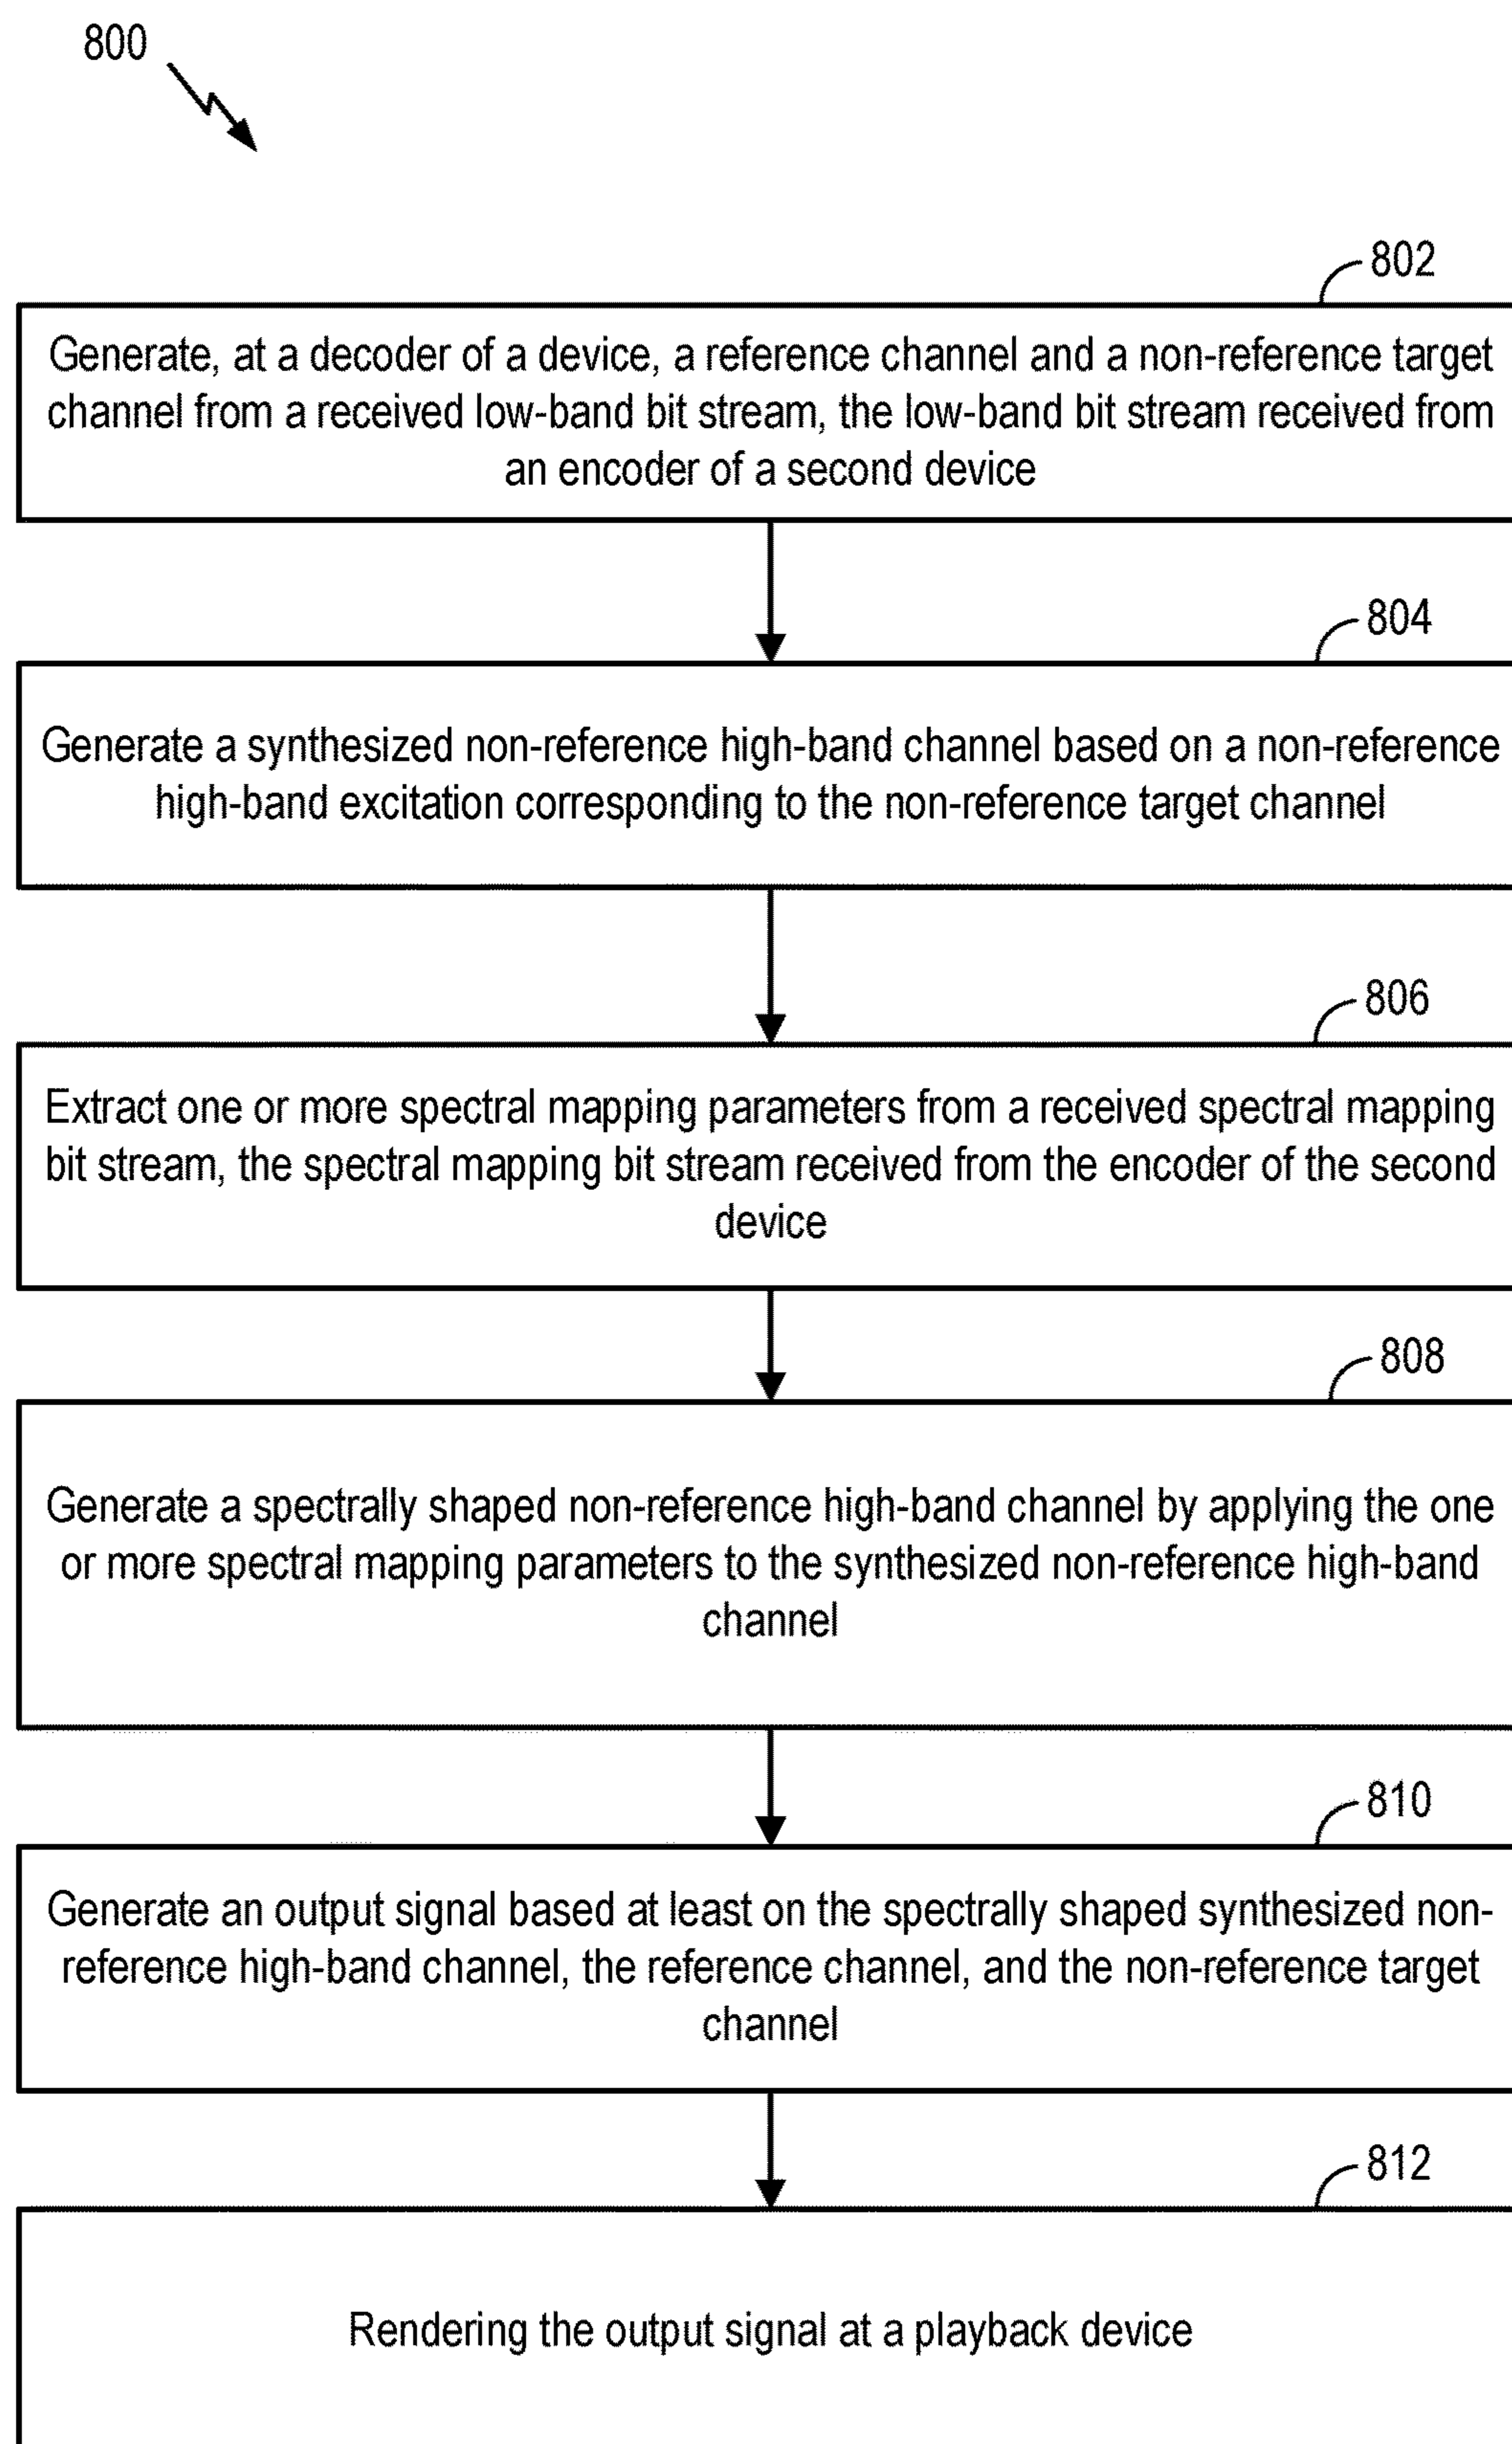 800
802
Generate, at a decoder of a device, a reference channel and a non-reference target
channel from a received low-band bit stream, the low-band bit stream received from
an encoder of a second device
804
Generate a synthesized non-reference high-band channel based on a non-reference
high-band excitation corresponding to the non-reference target channel
806
Extract one or more spectral mapping parameters from a received spectral mapping
bit stream, the spectral mapping bit stream received from the encoder of the second
device
808
Generate a spectrally shaped non-reference high-band channel by applying the one
or more spectral mapping parameters to the synthesized non-reference high-band
channel
810
Generate an output signal based at least on the spectrally shaped synthesized non-
reference high-band channel, the reference channel, and the non-reference target
channel
812
Rendering the output signal at a playback device